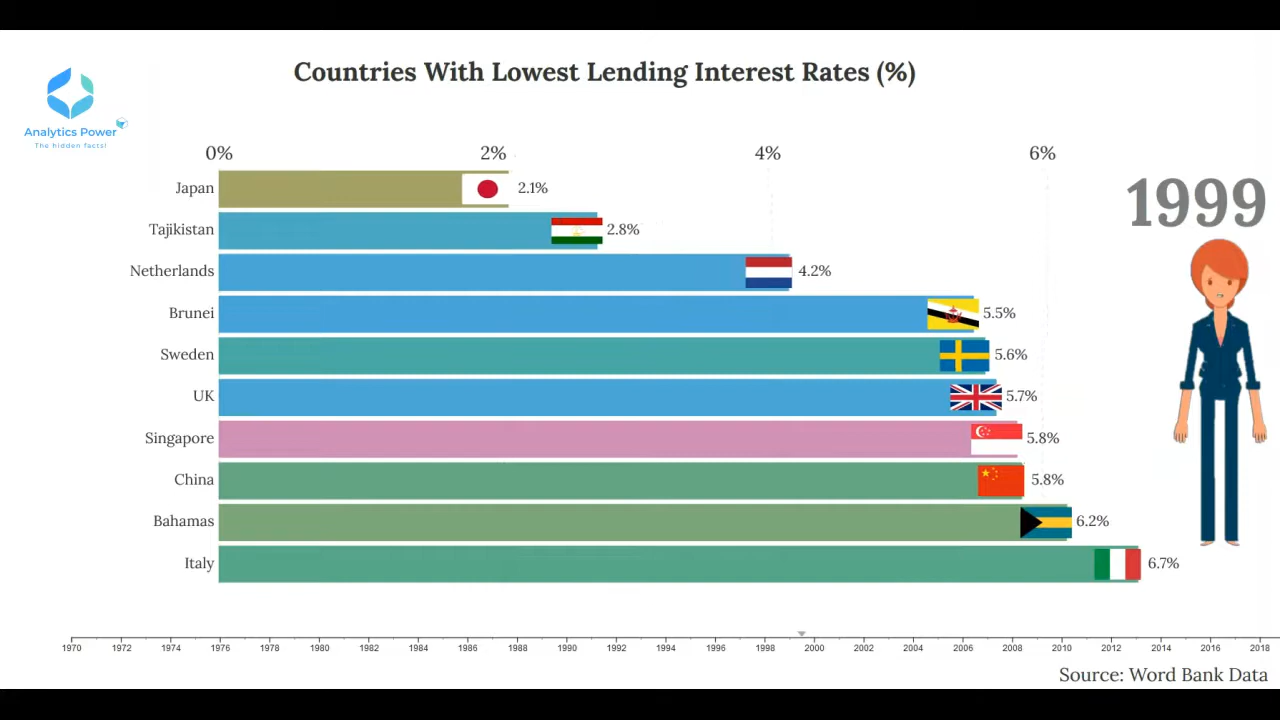 Countries With Lowest Lending Interest Rates (%)
Analytics Power
The hidden facts!
0% 2% 4% 6%
1999
Japan 2.1%
Tajikistan 2.8%
Netherlands 4.2%
Brunei 5.5%
Sweden 5.6%
UK 5.7%
Singapore 5.8%
China 5.8%
Bahamas 6.2%
Italy 6.7%
1970 1972 1974 1976 1978 1980 1982 1984 1986 1988 1990 1992 1994 1996 1998 2000 2002 2004 2006 2008 2010 2012 2014 2016 2018
Source: Word Bank Data